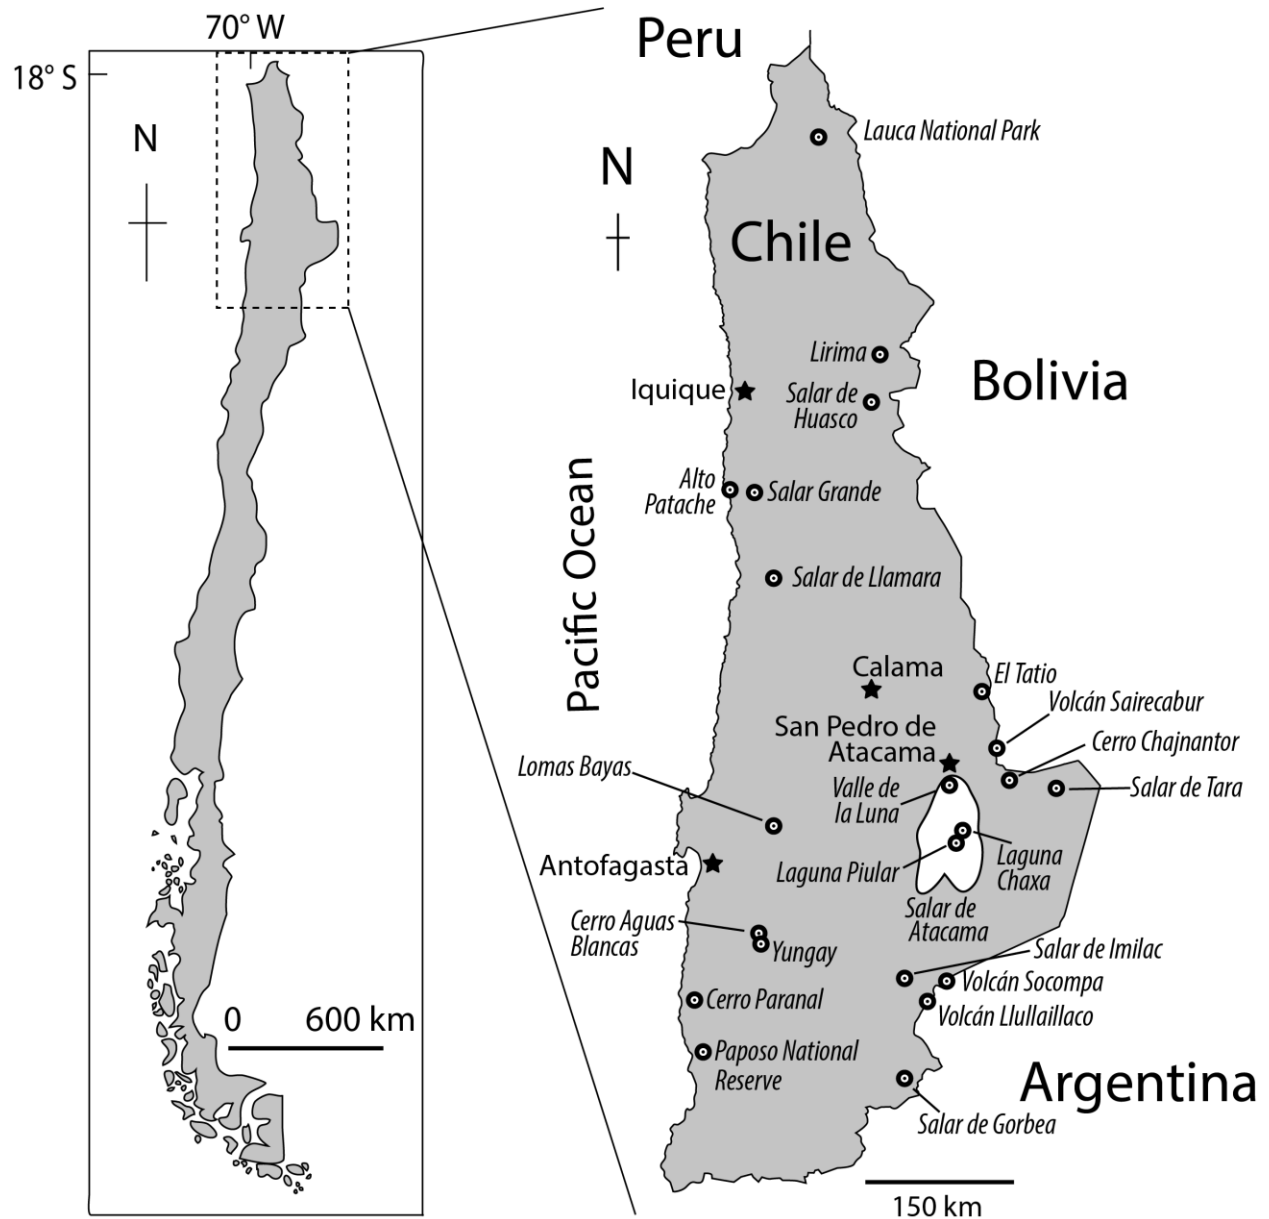 70° W
18° S
N
0
600 km
Peru
Lauca National Park
N
Chile
Lirima
Bolivia
Iquique
Salar de
Huasco
Alto
Patache
Salar Grande
Pacific Ocean
Salar de Llamara
Calama
El Tatio
Volcán Sairecabur
San Pedro de
Atacama
Cerro Chajnantor
Lomas Bayas
Valle de
la Luna
Salar de Tara
Antofagasta
Laguna Piular
Laguna
Chaxa
Salar de
Atacama
Cerro Aguas
Blancas
Yungay
Salar de Imilac
Volcán Socompa
Cerro Paranal
Volcán Llullaillaco
Paposo National
Reserve
Argentina
Salar de Gorbea
150 km